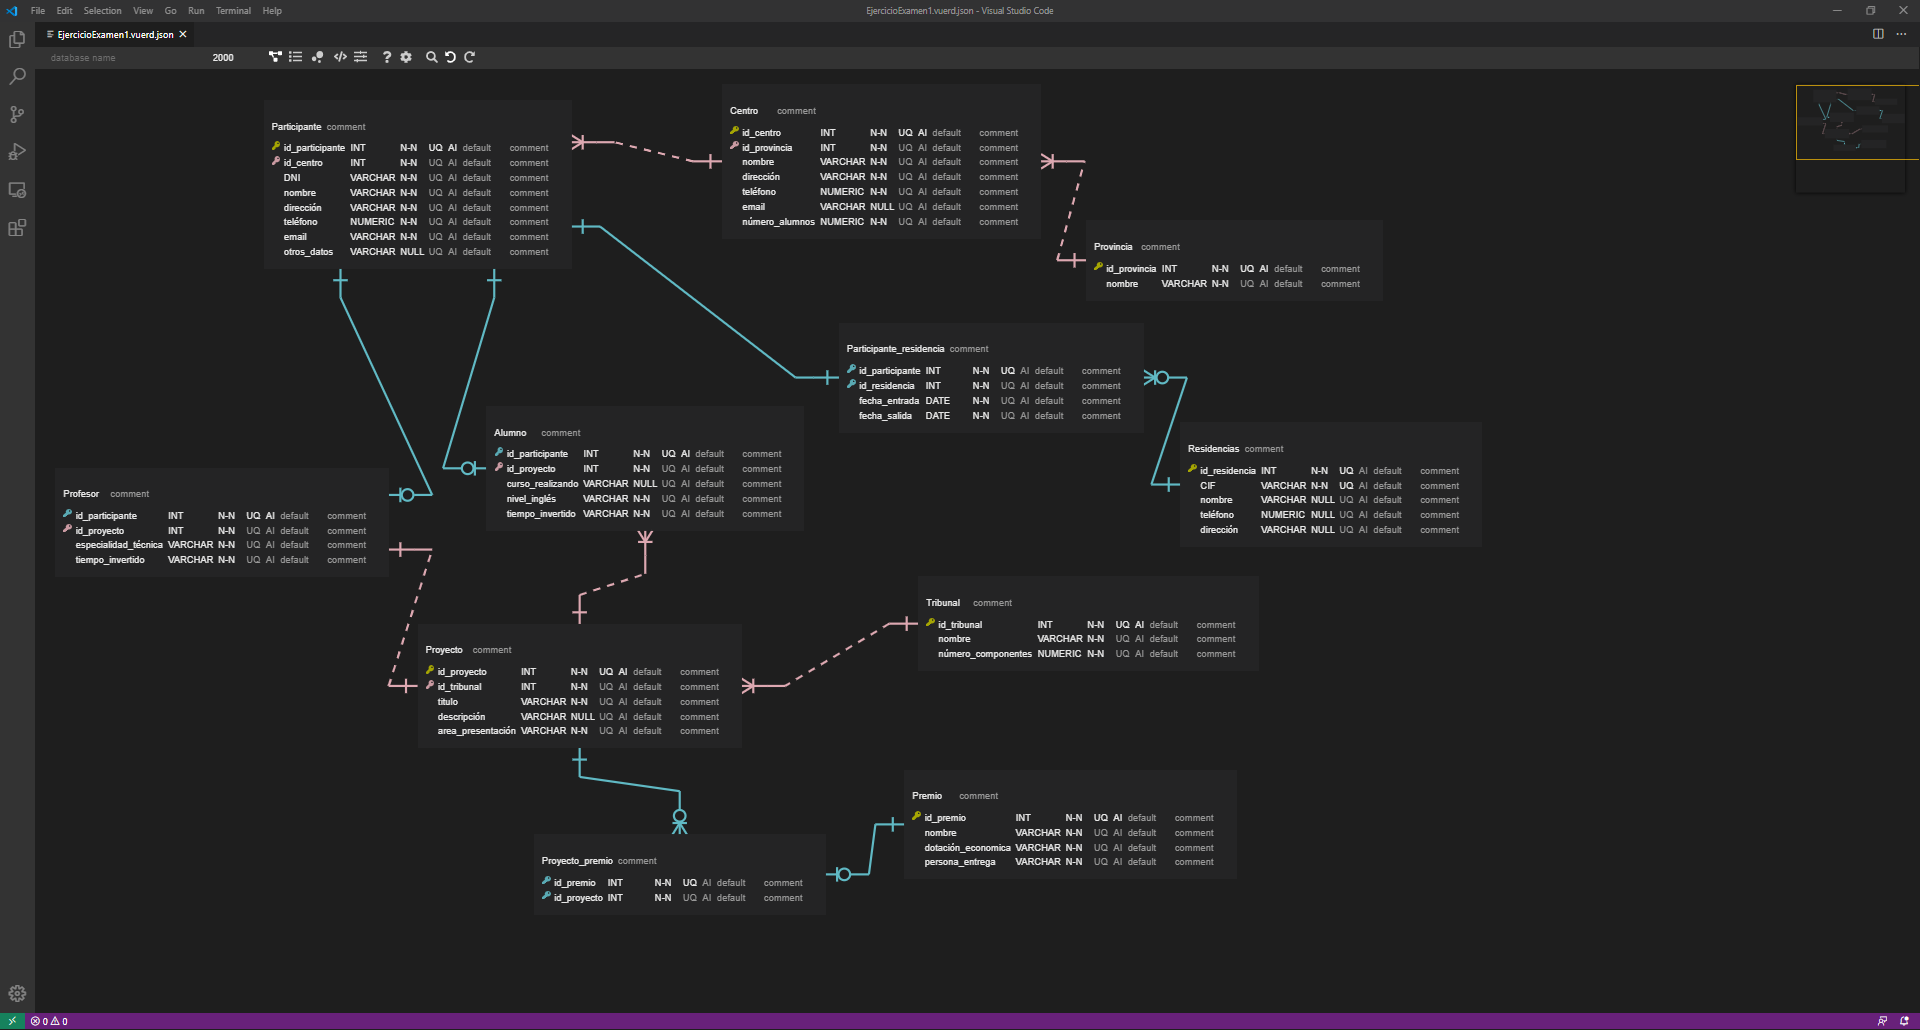 File Edit Selection View Go Run Terminal Help
EjercicioExamen1.vuerd.json - Visual Studio Code
EjercicioExamen1.vuerd.json
database name 2000
Participante comment
id_participante INT N-N UQ AI default comment
id_centro INT N-N UQ AI default comment
DNI VARCHAR N-N UQ AI default comment
nombre VARCHAR N-N UQ AI default comment
dirección VARCHAR N-N UQ AI default comment
teléfono NUMERIC N-N UQ AI default comment
email VARCHAR N-N UQ AI default comment
otros_datos VARCHAR NULL UQ AI default comment
Centro comment
id_centro INT N-N UQ AI default comment
id_provincia INT N-N UQ AI default comment
nombre VARCHAR N-N UQ AI default comment
dirección VARCHAR N-N UQ AI default comment
teléfono NUMERIC N-N UQ AI default comment
email VARCHAR NULL UQ AI default comment
número_alumnos NUMERIC N-N UQ AI default comment
Provincia comment
id_provincia INT N-N UQ AI default comment
nombre VARCHAR N-N UQ AI default comment
Participante_residencia comment
id_participante INT N-N UQ AI default comment
id_residencia INT N-N UQ AI default comment
fecha_entrada DATE N-N UQ AI default comment
fecha_salida DATE N-N UQ AI default comment
Alumno comment
id_participante INT N-N UQ AI default comment
id_proyecto INT N-N UQ AI default comment
curso_realizando VARCHAR NULL UQ AI default comment
nivel_inglés VARCHAR N-N UQ AI default comment
tiempo_invertido VARCHAR N-N UQ AI default comment
Residencias comment
id_residencia INT N-N UQ AI default comment
CIF VARCHAR N-N UQ AI default comment
nombre VARCHAR NULL UQ AI default comment
teléfono NUMERIC NULL UQ AI default comment
dirección VARCHAR NULL UQ AI default comment
Profesor comment
id_participante INT N-N UQ AI default comment
id_proyecto INT N-N UQ AI default comment
especialidad_técnica VARCHAR N-N UQ AI default comment
tiempo_invertido VARCHAR N-N UQ AI default comment
Tribunal comment
id_tribunal INT N-N UQ AI default comment
nombre VARCHAR N-N UQ AI default comment
número_componentes NUMERIC N-N UQ AI default comment
Proyecto comment
id_proyecto INT N-N UQ AI default comment
id_tribunal INT N-N UQ AI default comment
titulo VARCHAR N-N UQ AI default comment
descripción VARCHAR NULL UQ AI default comment
area_presentación VARCHAR N-N UQ AI default comment
Premio comment
id_premio INT N-N UQ AI default comment
nombre VARCHAR N-N UQ AI default comment
dotación_economica VARCHAR N-N UQ AI default comment
persona_entrega VARCHAR N-N UQ AI default comment
Proyecto_premio comment
id_premio INT N-N UQ AI default comment
id_proyecto INT N-N UQ AI default comment
0 0